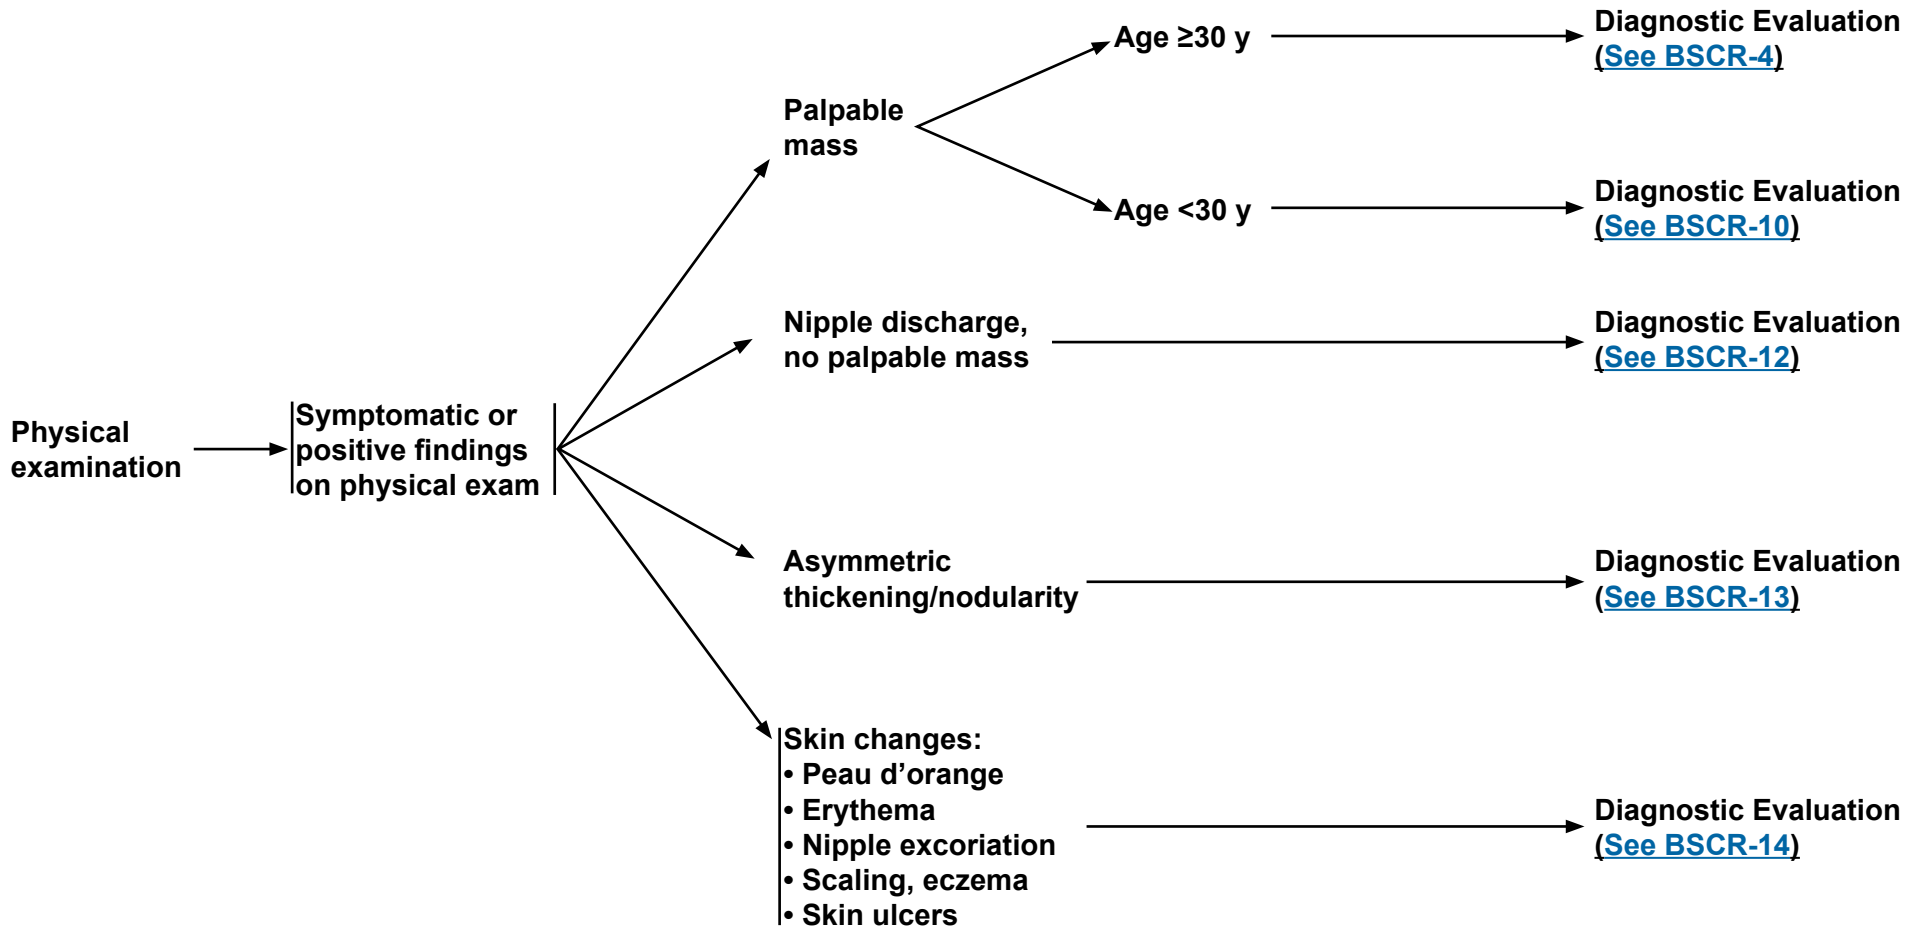 Physical
examination
Symptomatic or
positive findings
on physical exam
Palpable
mass
Age ≥30 y
Diagnostic Evaluation
(See BSCR-4)
Age <30 y
Diagnostic Evaluation
(See BSCR-10)
Nipple discharge,
no palpable mass
Diagnostic Evaluation
(See BSCR-12)
Asymmetric
thickening/nodularity
Diagnostic Evaluation
(See BSCR-13)
Skin changes:
• Peau d’orange
• Erythema
• Nipple excoriation
• Scaling, eczema
• Skin ulcers
Diagnostic Evaluation
(See BSCR-14)